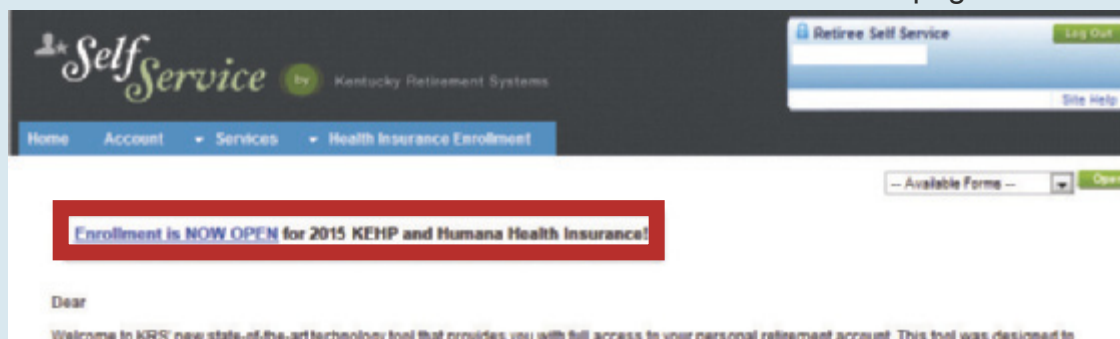 pag
Self Service by Kentucky Retirement Systems
Retiree Self Service
Log Out
Site Help
Home Account Services Health Insurance Enrollment
-- Available Forms --
Open
Enrollment is NOW OPEN for 2015 KEHP and Humana Health Insurance!
Dear
Welcome to KRS' new state-of-the-art technology tool that provides you with full access to your personal retirement account. This tool was designed to